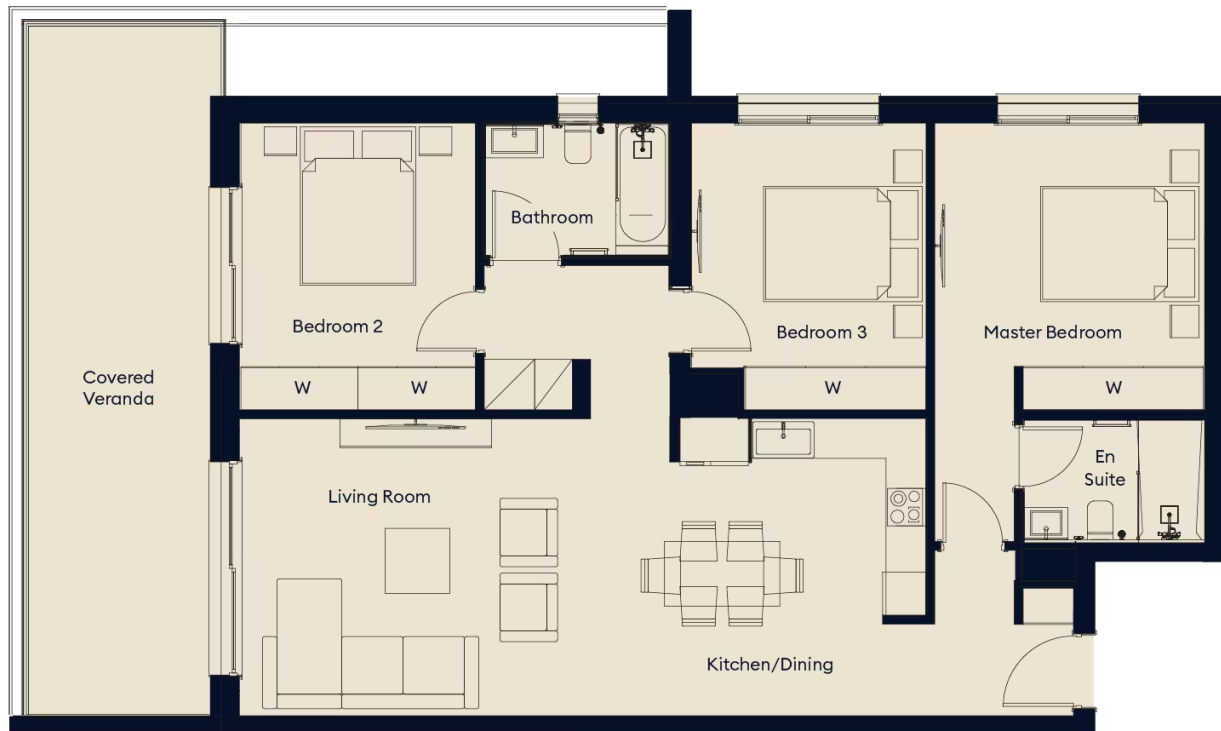 Bathroom
Bedroom 2
Bedroom 3
Master Bedroom
Covered
Veranda
W
W
W
W
En
Suite
Living Room
Kitchen/Dining